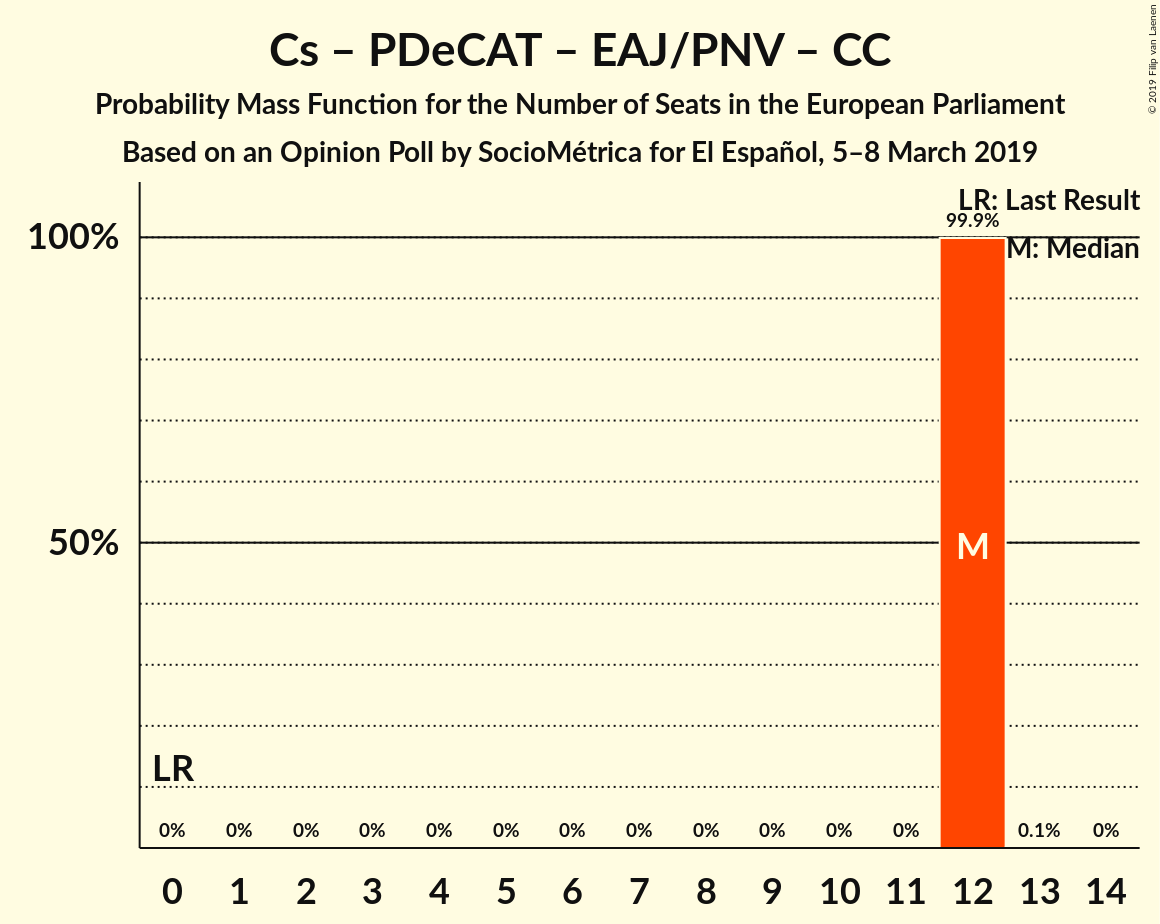 Cs – PDeCAT – EAJ/PNV – CC
Probability Mass Function for the Number of Seats in the European Parliament
Based on an Opinion Poll by SocioMétrica for El Español, 5–8 March 2019
© 2019 Filip van Laenen
LR: Last Result
99.9%
100%
M: Median
50%
M
LR
0% 0% 0% 0% 0% 0% 0% 0% 0% 0% 0% 0% 0.1% 0%
0 1 2 3 4 5 6 7 8 9 10 11 12 13 14